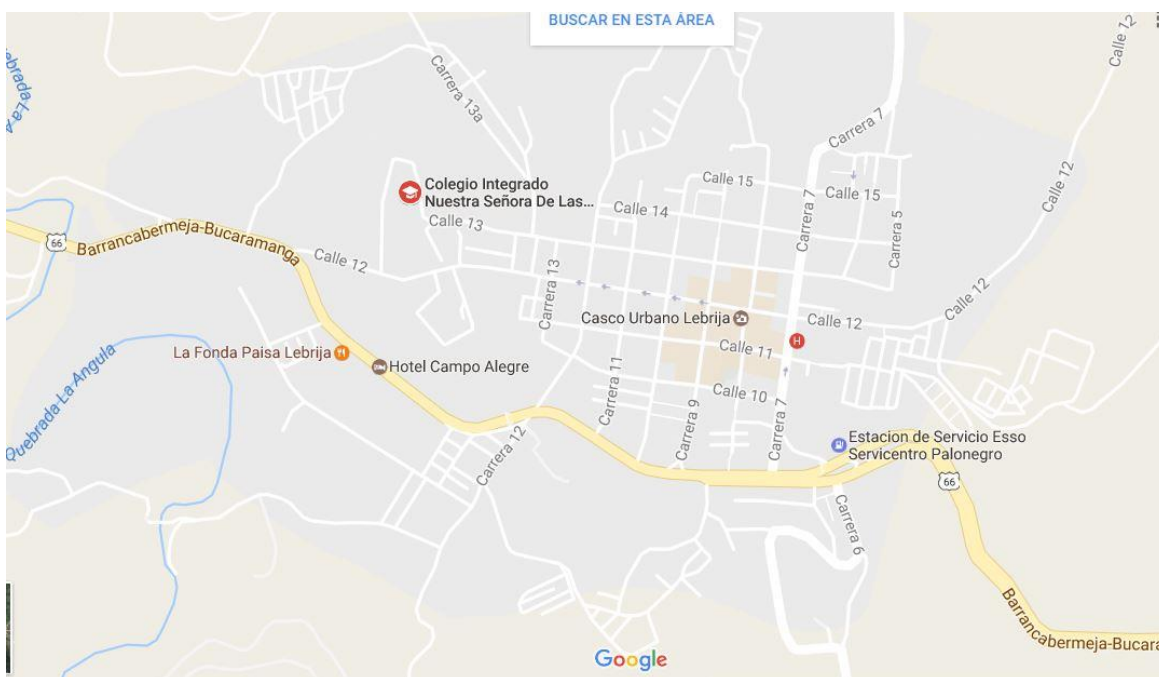 BUSCAR EN ESTA ÁREA
Calle 12
Calle 12
Carrera 13a
Carrera 7
Quebrada La A
Colegio Integrado
Nuestra Señora De Las...
Calle 15
Calle 15
Calle 12
Calle 14
Carrera 7
Calle 13
Carrera 5
66
Barrancabermeja-Bucaramanga
Calle 12
Carrera 13
Calle 12
Casco Urbano Lebrija
Calle 12
H
Calle 11
La Fonda Paisa Lebrija
Hotel Campo Alegre
Carrera 11
Calle 10
Quebrada La Angula
Carrera 9
Carrera 7
Carrera 12
Estacion de Servicio Esso
Servicentro Palonegro
66
Carrera 6
Barrancabermeja-Bucara
Google